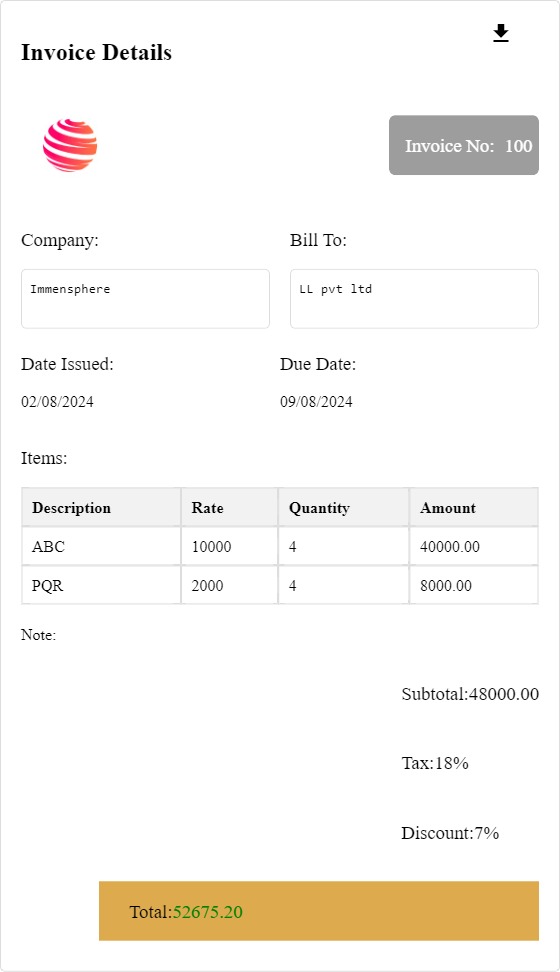 Invoice Details
Invoice No: 100
Company: Bill To:
Immensphere LL pvt ltd
Date Issued: Due Date:
02/08/2024 09/08/2024
Items:
Description Rate Quantity Amount
ABC 10000 4 40000.00
PQR 2000 4 8000.00
Note:
Subtotal:48000.00
Tax:18%
Discount:7%
Total:52675.20